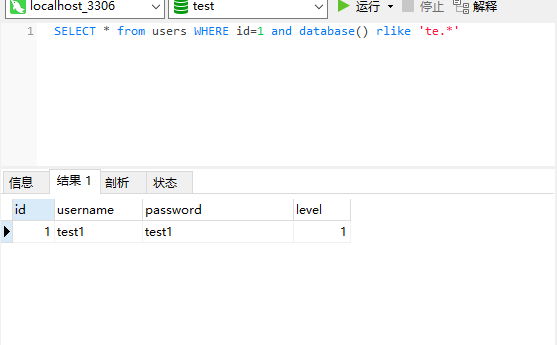 localhost_3306 test 运行 停止 解释
1 SELECT * from users WHERE id=1 and database() rlike 'te.*'
信息 结果 1 剖析 状态
id username password level
1 test1 test1 1